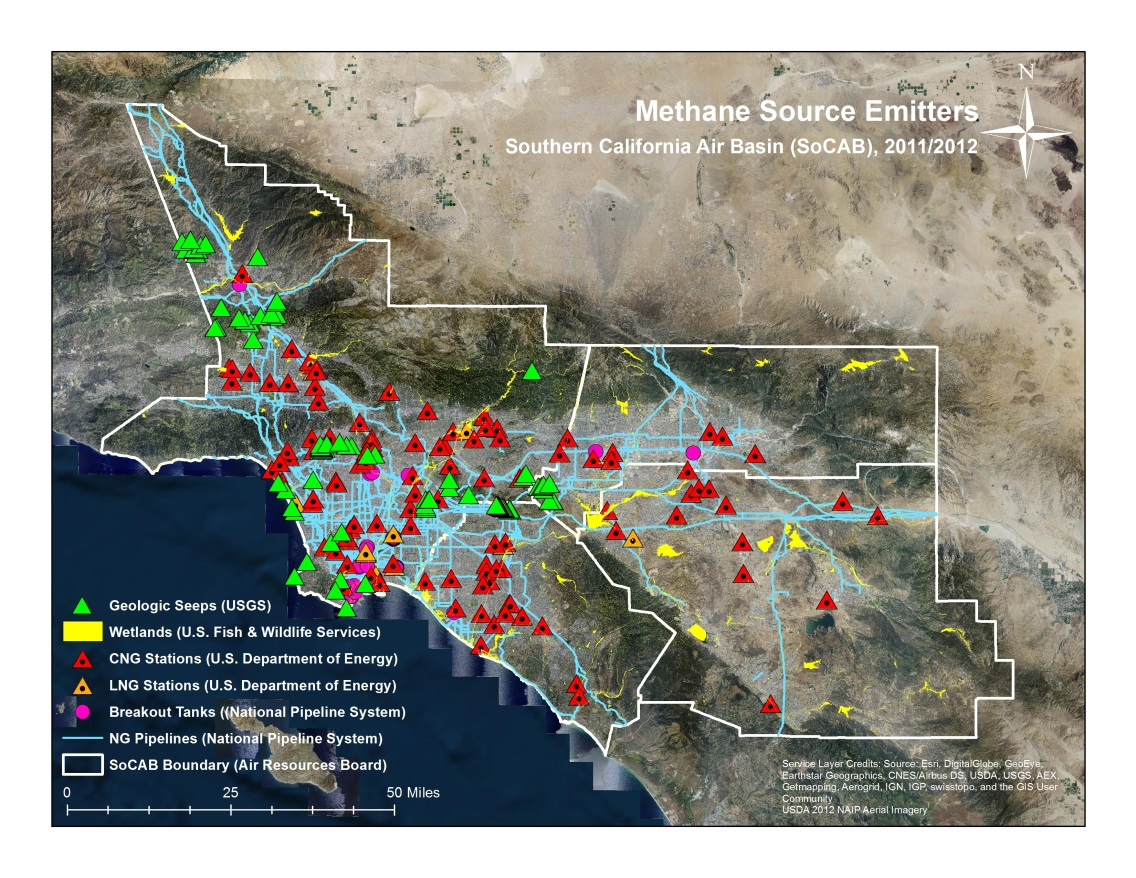 N
Methane Source Emitters
Southern California Air Basin (SoCAB), 2011/2012
Geologic Seeps (USGS)
Wetlands (U.S. Fish & Wildlife Services)
CNG Stations (U.S. Department of Energy)
LNG Stations (U.S. Department of Energy)
Breakout Tanks ((National Pipeline System)
NG Pipelines (National Pipeline System)
SoCAB Boundary (Air Resources Board)
0 25 50 Miles
Service Layer Credits: Source: Esri, DigitalGlobe, GeoEye,
Earthstar Geographics, CNES/Airbus DS, USDA, USGS, AEX,
Getmapping, Aerogrid, IGN, IGP, swisstopo, and the GIS User
Community
USDA 2012 NAIP Aerial Imagery